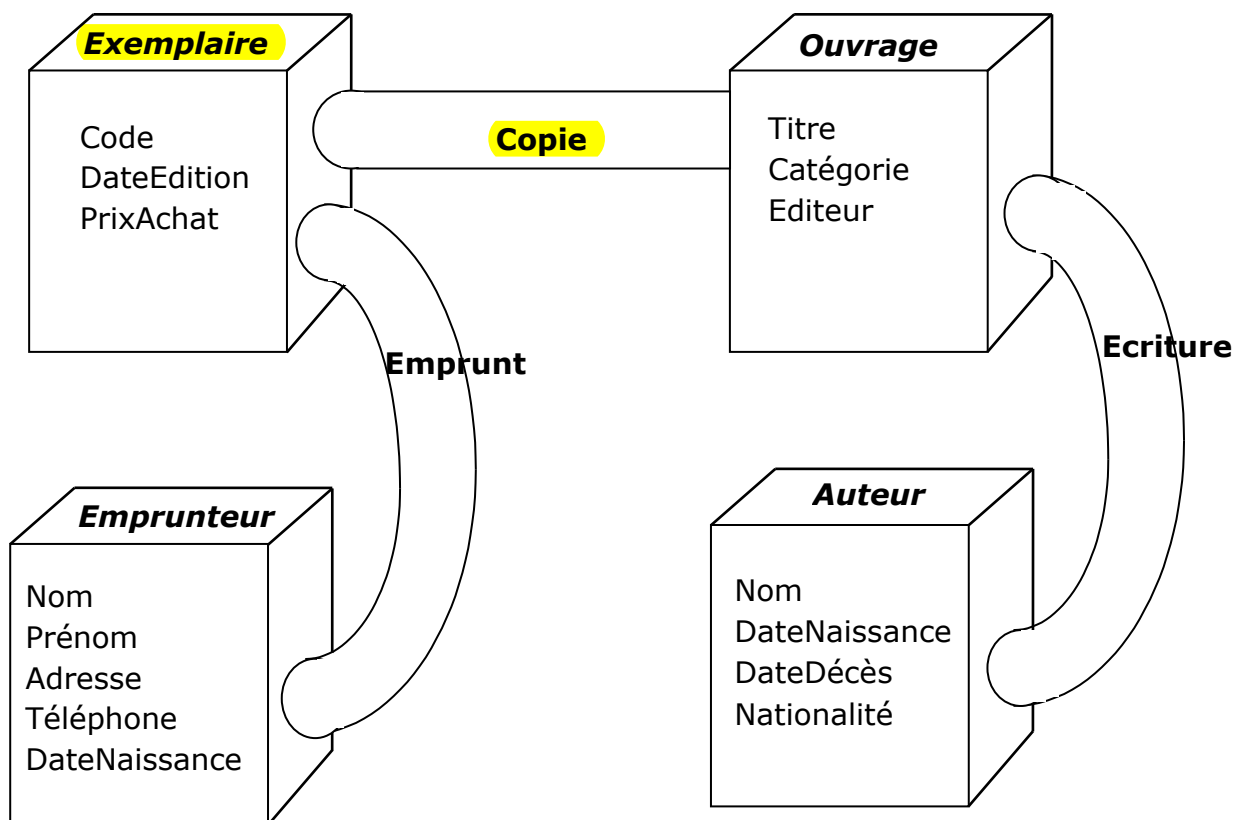 Exemplaire
Code
DateEdition
PrixAchat
Copie
Ouvrage
Titre
Catégorie
Editeur
Emprunt
Ecriture
Emprunteur
Nom
Prénom
Adresse
Téléphone
DateNaissance
Auteur
Nom
DateNaissance
DateDécès
Nationalité